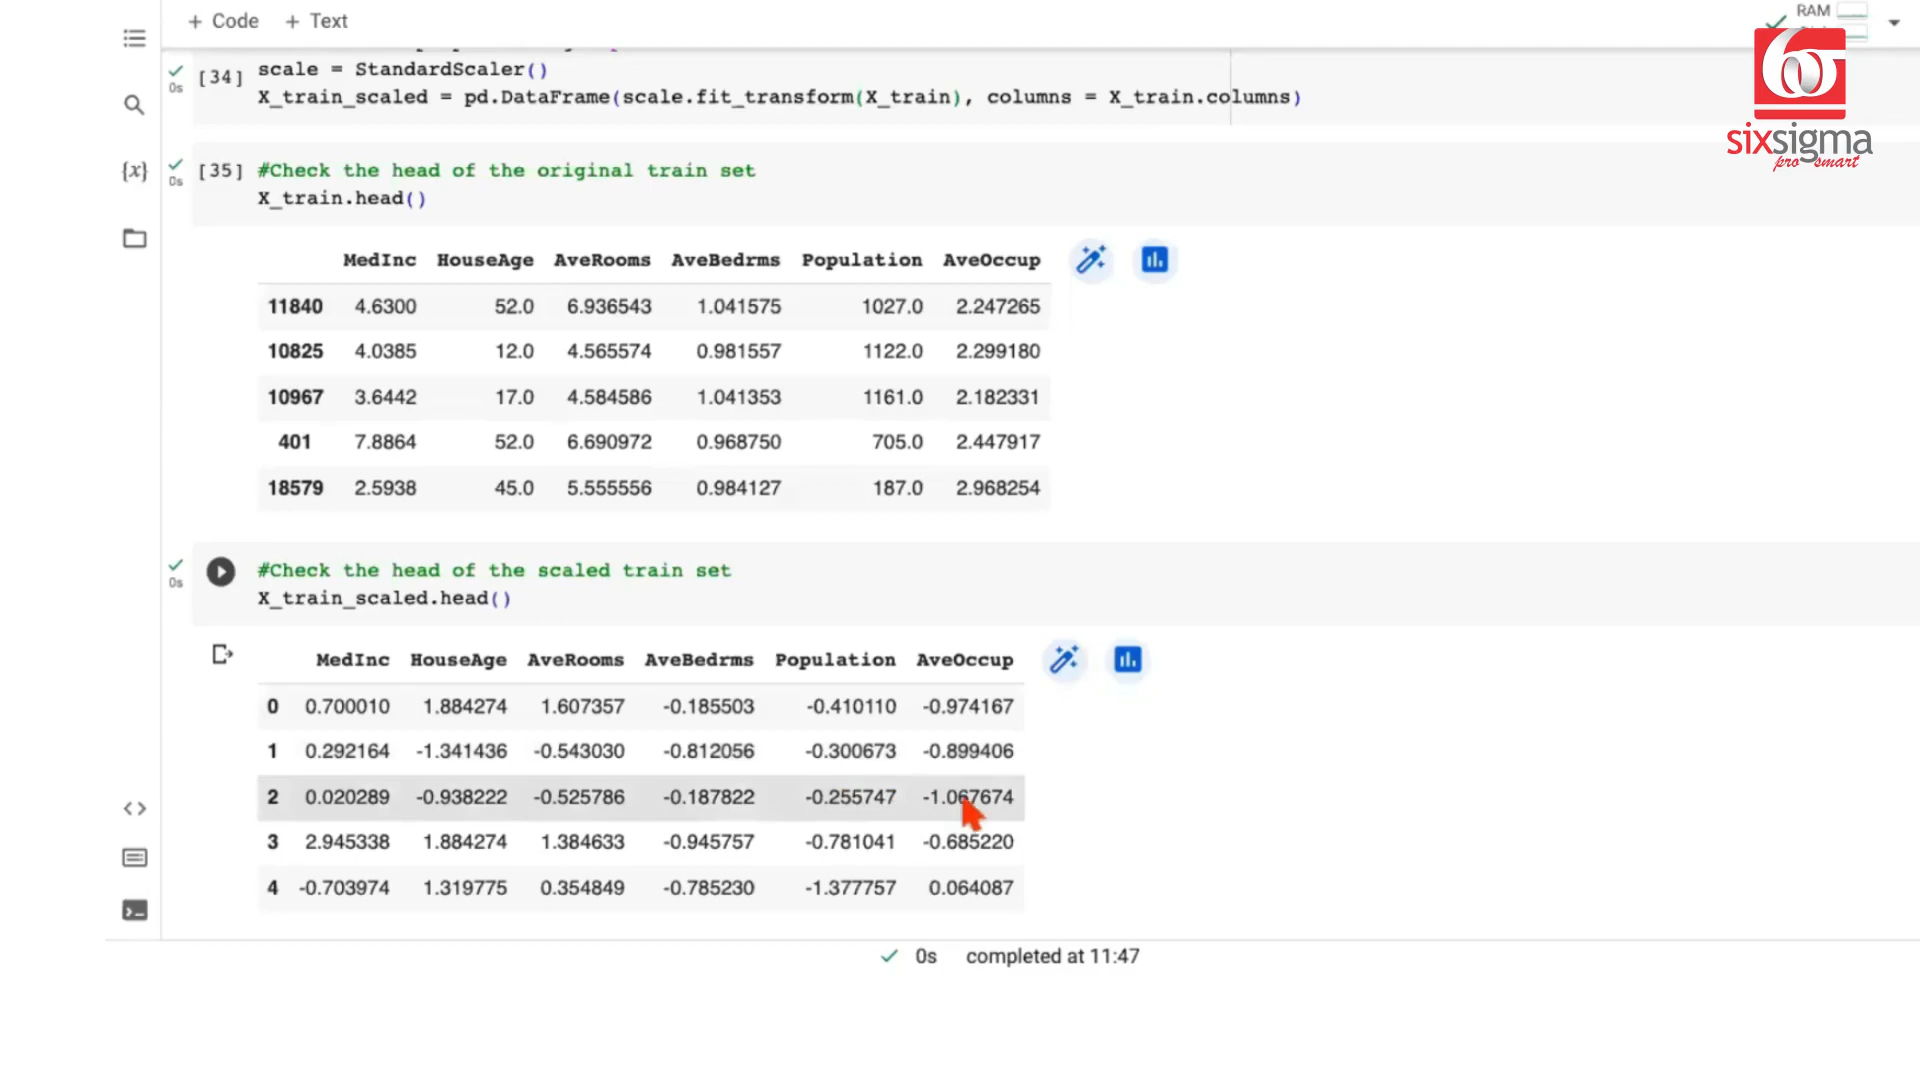 + Code + Text
RAM
sixsigma
pro smart
0s [34] scale = StandardScaler()
X_train_scaled = pd.DataFrame(scale.fit_transform(X_train), columns = X_train.columns)
0s [35] #Check the head of the original train set
X_train.head()
MedInc HouseAge AveRooms AveBedrms Population AveOccup
11840 4.6300 52.0 6.936543 1.041575 1027.0 2.247265
10825 4.0385 12.0 4.565574 0.981557 1122.0 2.299180
10967 3.6442 17.0 4.584586 1.041353 1161.0 2.182331
401 7.8864 52.0 6.690972 0.968750 705.0 2.447917
18579 2.5938 45.0 5.555556 0.984127 187.0 2.968254
0s #Check the head of the scaled train set
X_train_scaled.head()
MedInc HouseAge AveRooms AveBedrms Population AveOccup
0 0.700010 1.884274 1.607357 -0.185503 -0.410110 -0.974167
1 0.292164 -1.341436 -0.543030 -0.812056 -0.300673 -0.899406
2 0.020289 -0.938222 -0.525786 -0.187822 -0.255747 -1.067674
3 2.945338 1.884274 1.384633 -0.945757 -0.781041 -0.685220
4 -0.703974 1.319775 0.354849 -0.785230 -1.377757 0.064087
0s completed at 11:47